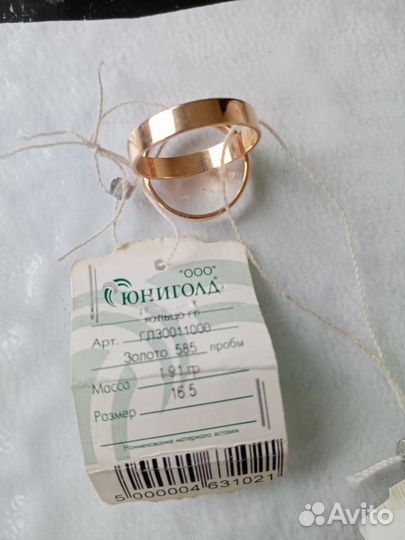 "ООО"
ЮНИГОЛД
кольцо гл
Арт. ГЛ30011000
Золото 585 пробы
Масса 1.91 гр
Размер 16.5
Наименование материала вставки
5 000004 631021
Avito